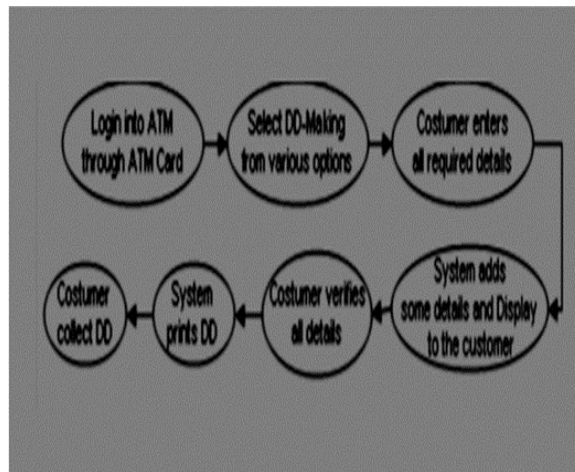 Login into ATM
through ATM Card
Select DD-Making
from various options
Costumer enters
all required details
System adds
some details and Display
to the customer
Costumer verifies
all details
System
prints DD
Costumer
collect DD